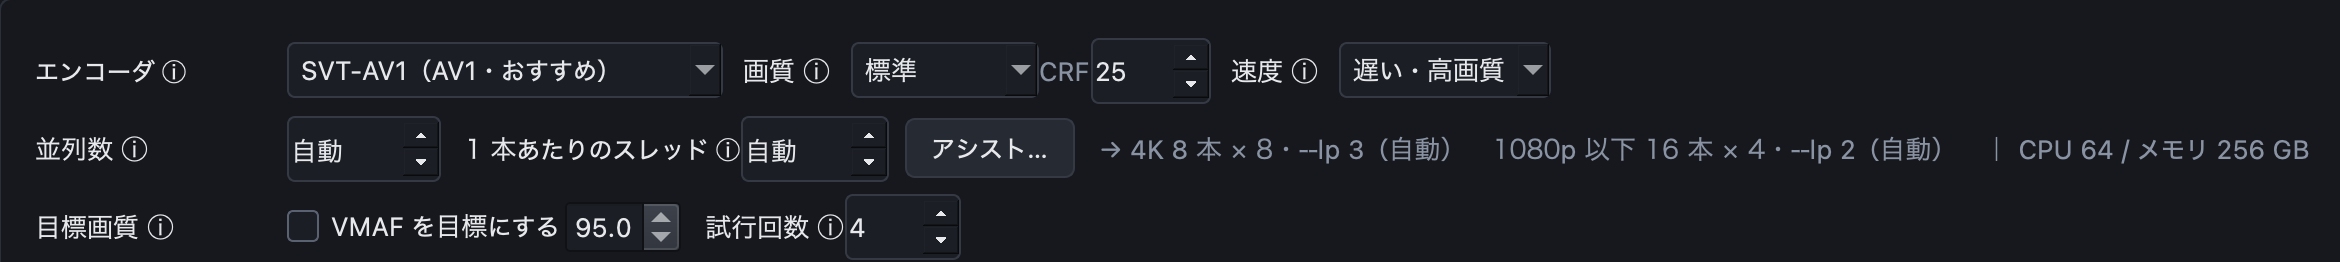 エンコーダ ⓘ SVT-AV1（AV1・おすすめ） 画質 ⓘ 標準 CRF 25 速度 ⓘ 遅い・高画質
並列数 ⓘ 自動 1 本あたりのスレッド ⓘ 自動 アシスト... → 4K 8 本 × 8・--lp 3（自動） 1080p 以下 16 本 × 4・--lp 2（自動） | CPU 64 / メモリ 256 GB
目標画質 ⓘ VMAF を目標にする 95.0 試行回数 ⓘ 4